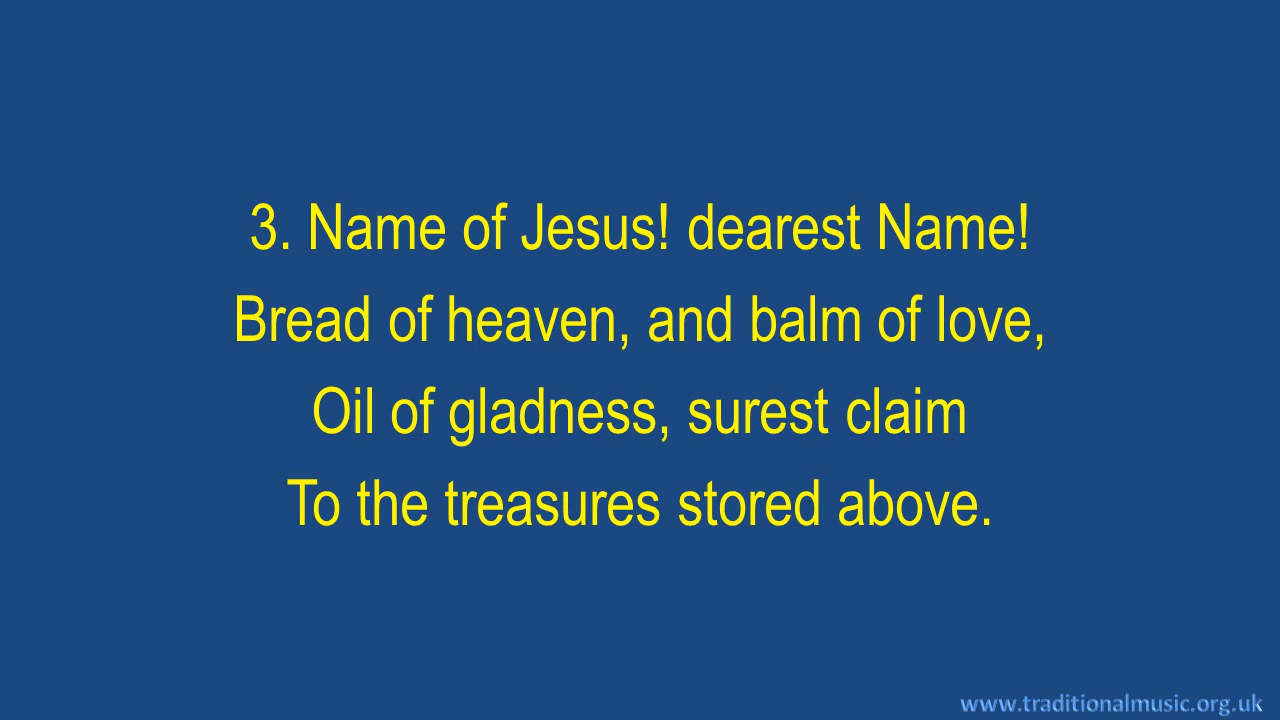 3. Name of Jesus! dearest Name!
Bread of heaven, and balm of love,
Oil of gladness, surest claim
To the treasures stored above.
www.traditionalmusic.org.uk